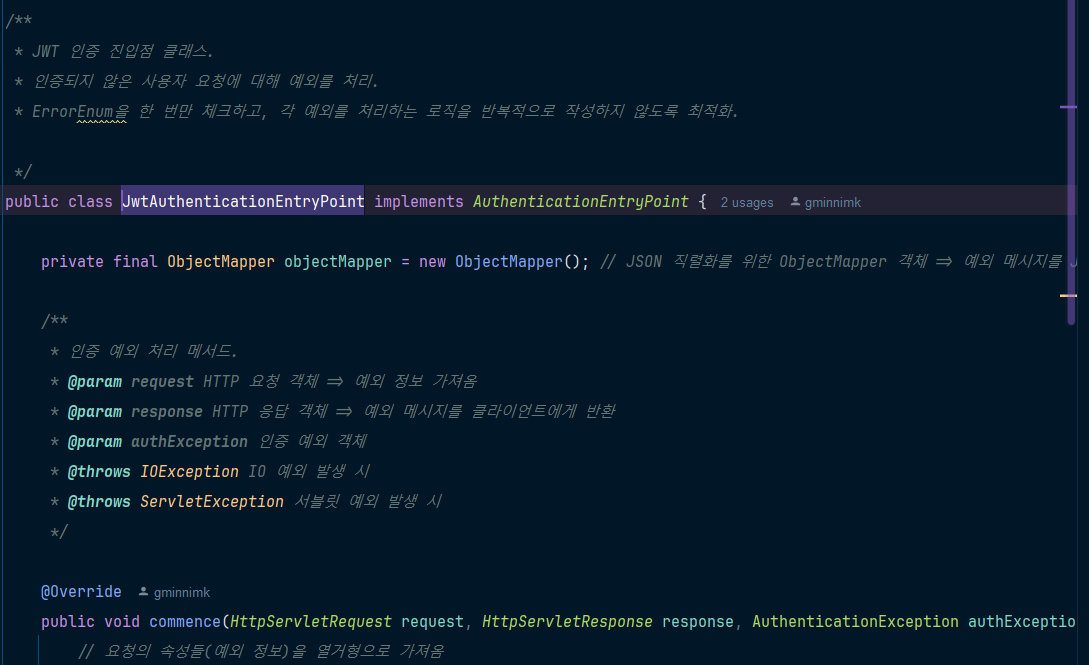 /**
* JWT 인증 진입점 클래스.
* 인증되지 않은 사용자 요청에 대해 예외를 처리.
* ErrorEnum을 한 번만 체크하고, 각 예외를 처리하는 로직을 반복적으로 작성하지 않도록 최적화.
*/
public class JwtAuthenticationEntryPoint implements AuthenticationEntryPoint { 2 usages gminnimk
private final ObjectMapper objectMapper = new ObjectMapper(); // JSON 직렬화를 위한 ObjectMapper 객체 => 예외 메시지를
/**
* 인증 예외 처리 메서드.
* @param request HTTP 요청 객체 => 예외 정보 가져옴
* @param response HTTP 응답 객체 => 예외 메시지를 클라이언트에게 반환
* @param authException 인증 예외 객체
* @throws IOException IO 예외 발생 시
* @throws ServletException 서블릿 예외 발생 시
*/
@Override gminnimk
public void commence(HttpServletRequest request, HttpServletResponse response, AuthenticationException authExceptio
// 요청의 속성들(예외 정보)을 열거형으로 가져옴